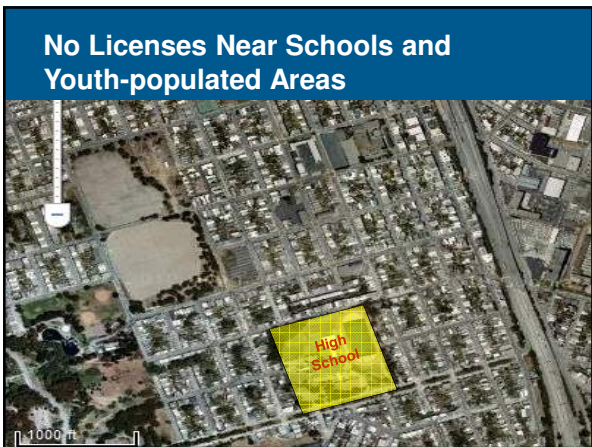 No Licenses Near Schools and
Youth-populated Areas
High
School
1000 ft